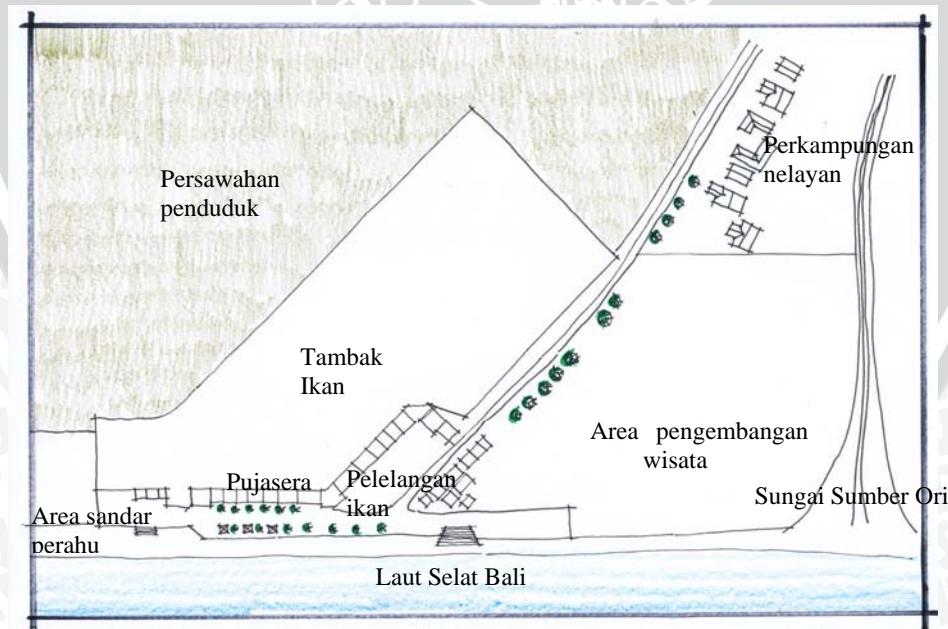 Perkampungan
nelayan
Persawahan
penduduk
Tambak
Ikan
Area pengembangan
wisata
Pujasera
Pelelangan
ikan
Sungai Sumber Ori
Area sandar
perahu
Laut Selat Bali